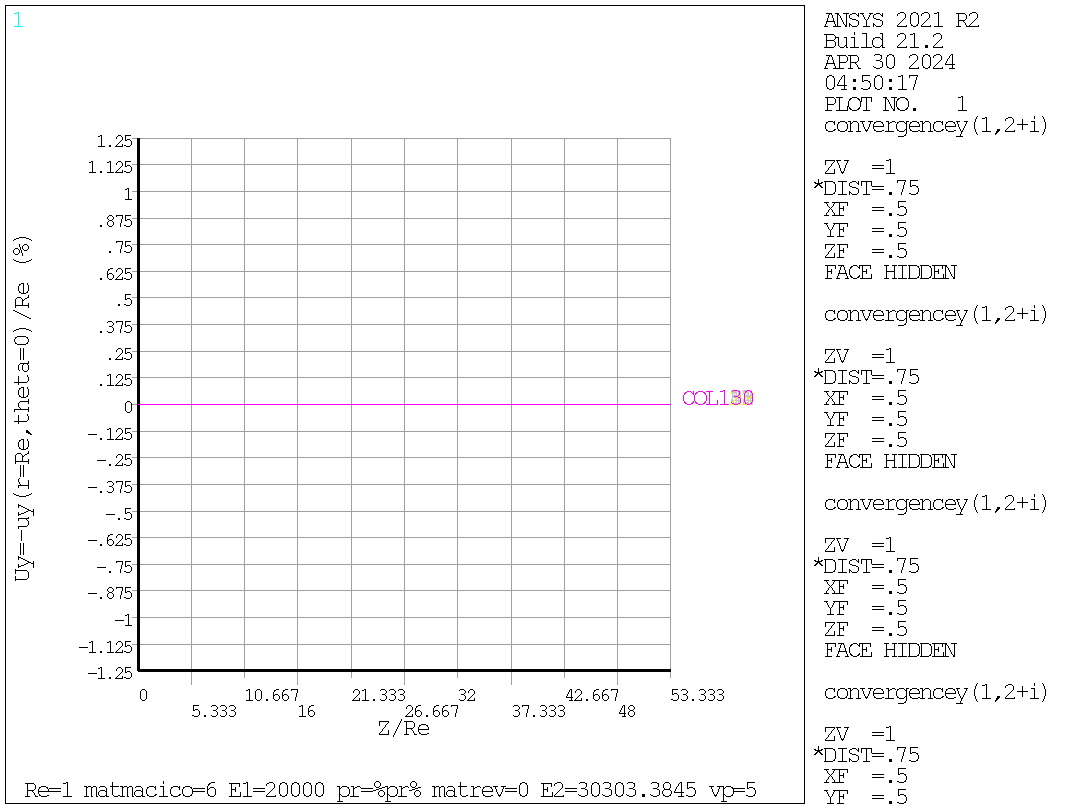 1
ANSYS 2021 R2
Build 21.2
APR 30 2024
04:50:17
PLOT NO.   1
convergencey(1,2+i)
ZV  =1
*DIST=.75
XF  =.5
YF  =.5
ZF  =.5
FACE HIDDEN
convergencey(1,2+i)
ZV  =1
*DIST=.75
XF  =.5
YF  =.5
ZF  =.5
FACE HIDDEN
convergencey(1,2+i)
ZV  =1
*DIST=.75
XF  =.5
YF  =.5
ZF  =.5
FACE HIDDEN
convergencey(1,2+i)
ZV  =1
*DIST=.75
XF  =.5
YF  =.5
Uy=-uy(r=Re,theta=0)/Re (%)
1.25
1.125
1
.875
.75
.625
.5
.375
.25
.125
0
-.125
-.25
-.375
-.5
-.625
-.75
-.875
-1
-1.125
-1.25
0
5.333
10.667
16
21.333
26.667
32
37.333
42.667
48
53.333
Z/Re
Re=1 matmacico=6 E1=20000 pr=%pr% matrev=0 E2=30303.3845 vp=5